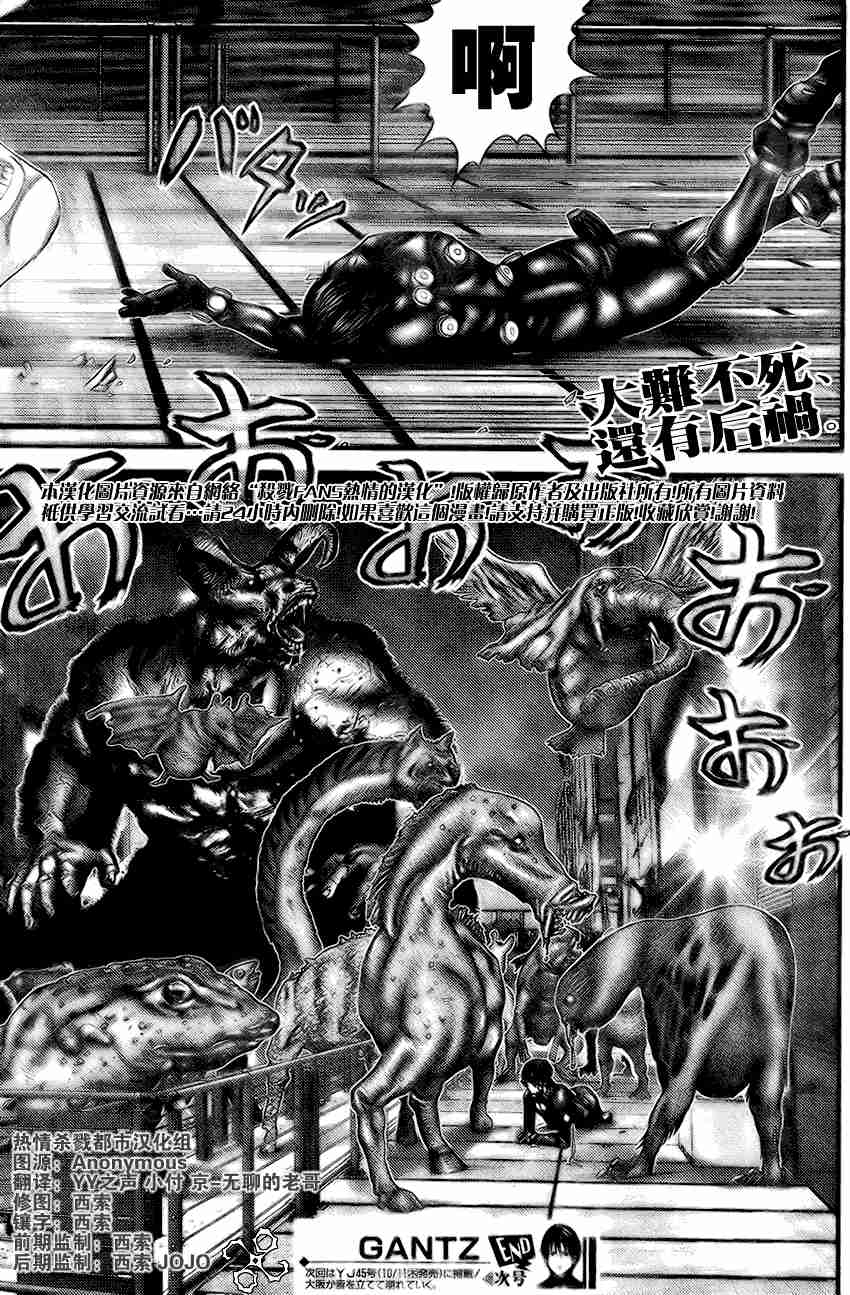 啊
バタッ
大難不死、
還有后禍。
おおおおおおお
本漢化圖片資源來自網絡“殺戮FANS熱情的漢化”!版權歸原作者及出版社所有!所有圖片資料
衹供學習交流試看…請24小時内删除!如果喜歡這個漫畫!請支持并購買正版!收藏欣賞!謝謝!
热情杀戮都市汉化组
图源：Anonymous
翻译：YY之声 小付 京-无聊的老哥
修图：西索
镶字：西索
前期监制：西索
后期监制：西索 JOJO
GANTZ
END
次号
次回はYJ45号(10/11木発売)に掲載!
大阪が音を立てて崩れていく。